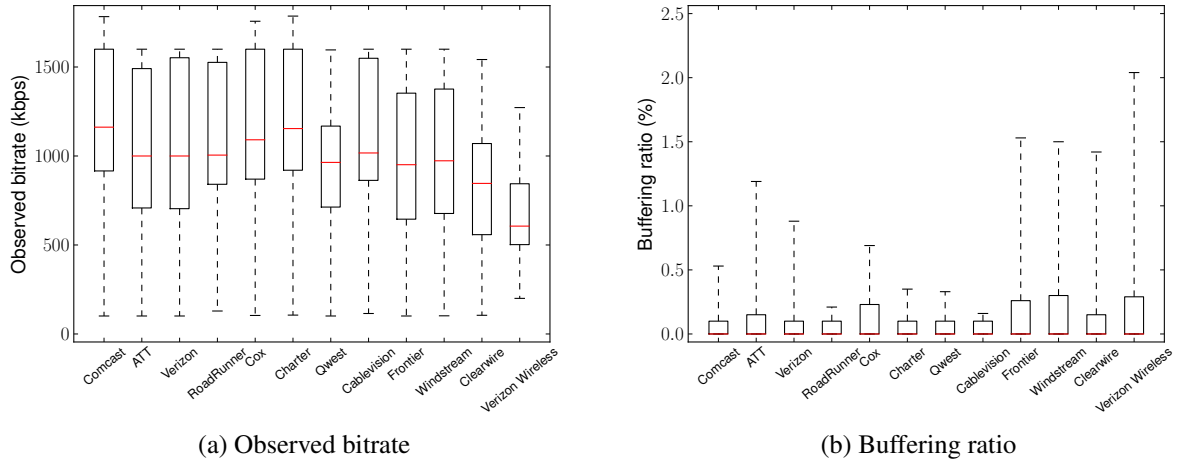 1500
1000
500
0
Observed bitrate (kbps)
Comcast
ATT
Verizon
RoadRunner
Cox
Charter
Qwest
Cablevision
Frontier
Windstream
Clearwire
Verizon Wireless
(a) Observed bitrate
2.5
2.0
1.5
1.0
0.5
0.0
Buffering ratio (%)
Comcast
ATT
Verizon
RoadRunner
Cox
Charter
Qwest
Cablevision
Frontier
Windstream
Clearwire
Verizon Wireless
(b) Buffering ratio